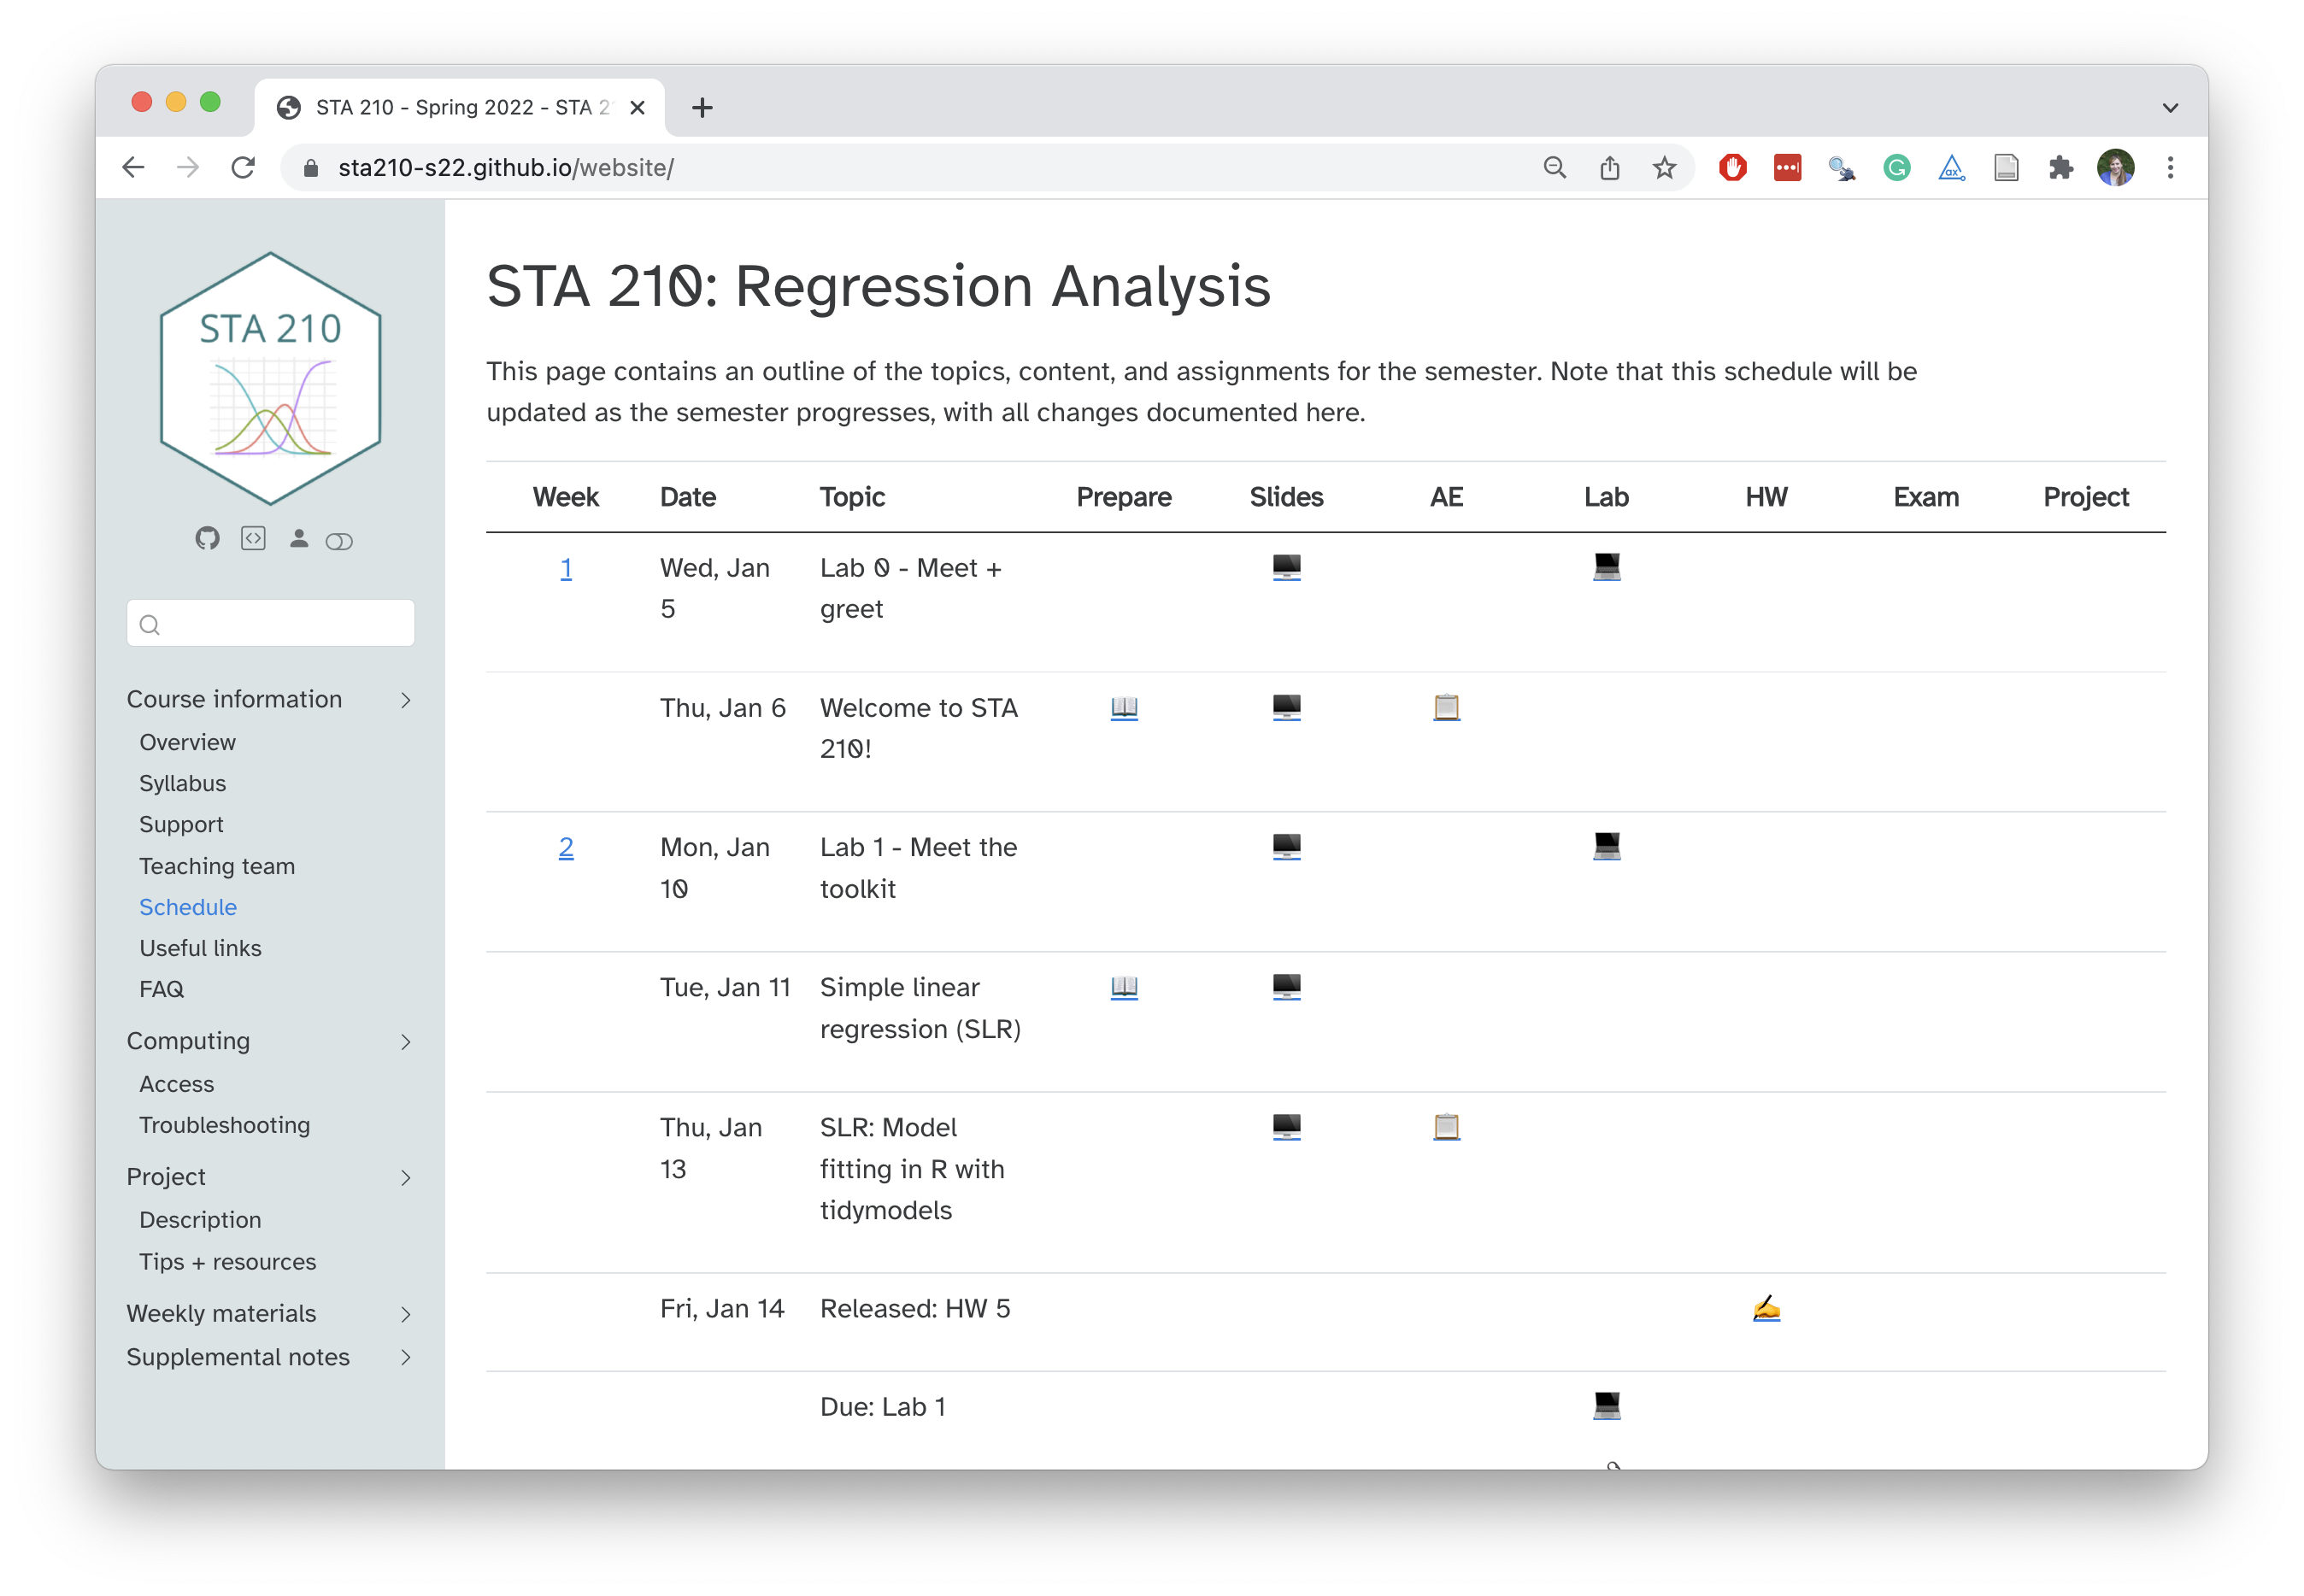 STA 210 - Spring 2022 - STA 2
sta210-s22.github.io/website/
STA 210
Course information
Overview
Syllabus
Support
Teaching team
Schedule
Useful links
FAQ
Computing
Access
Troubleshooting
Project
Description
Tips + resources
Weekly materials
Supplemental notes
STA 210: Regression Analysis
This page contains an outline of the topics, content, and assignments for the semester. Note that this schedule will be
updated as the semester progresses, with all changes documented here.
Week Date Topic Prepare Slides AE Lab HW Exam Project
1 Wed, Jan Lab 0 - Meet +
5 greet
Thu, Jan 6 Welcome to STA
210!
2 Mon, Jan Lab 1 - Meet the
10 toolkit
Tue, Jan 11 Simple linear
regression (SLR)
Thu, Jan SLR: Model
13 fitting in R with
tidymodels
Fri, Jan 14 Released: HW 5
Due: Lab 1